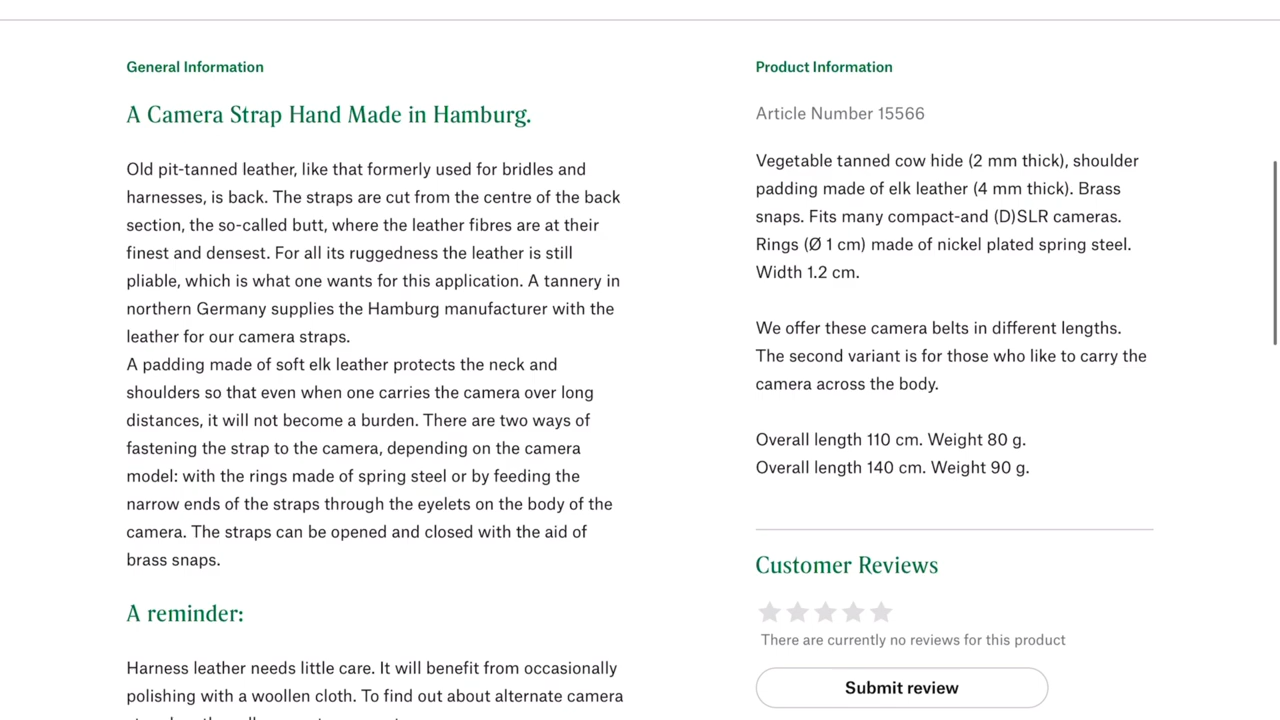 General Information
A Camera Strap Hand Made in Hamburg.
Old pit-tanned leather, like that formerly used for bridles and
harnesses, is back. The straps are cut from the centre of the back
section, the so-called butt, where the leather fibres are at their
finest and densest. For all its ruggedness the leather is still
pliable, which is what one wants for this application. A tannery in
northern Germany supplies the Hamburg manufacturer with the
leather for our camera straps.
A padding made of soft elk leather protects the neck and
shoulders so that even when one carries the camera over long
distances, it will not become a burden. There are two ways of
fastening the strap to the camera, depending on the camera
model: with the rings made of spring steel or by feeding the
narrow ends of the straps through the eyelets on the body of the
camera. The straps can be opened and closed with the aid of
brass snaps.
A reminder:
Harness leather needs little care. It will benefit from occasionally
polishing with a woollen cloth. To find out about alternate camera
Product Information
Article Number 15566
Vegetable tanned cow hide (2 mm thick), shoulder
padding made of elk leather (4 mm thick). Brass
snaps. Fits many compact-and (D)SLR cameras.
Rings (Ø 1 cm) made of nickel plated spring steel.
Width 1.2 cm.
We offer these camera belts in different lengths.
The second variant is for those who like to carry the
camera across the body.
Overall length 110 cm. Weight 80 g.
Overall length 140 cm. Weight 90 g.
Customer Reviews
There are currently no reviews for this product
Submit review